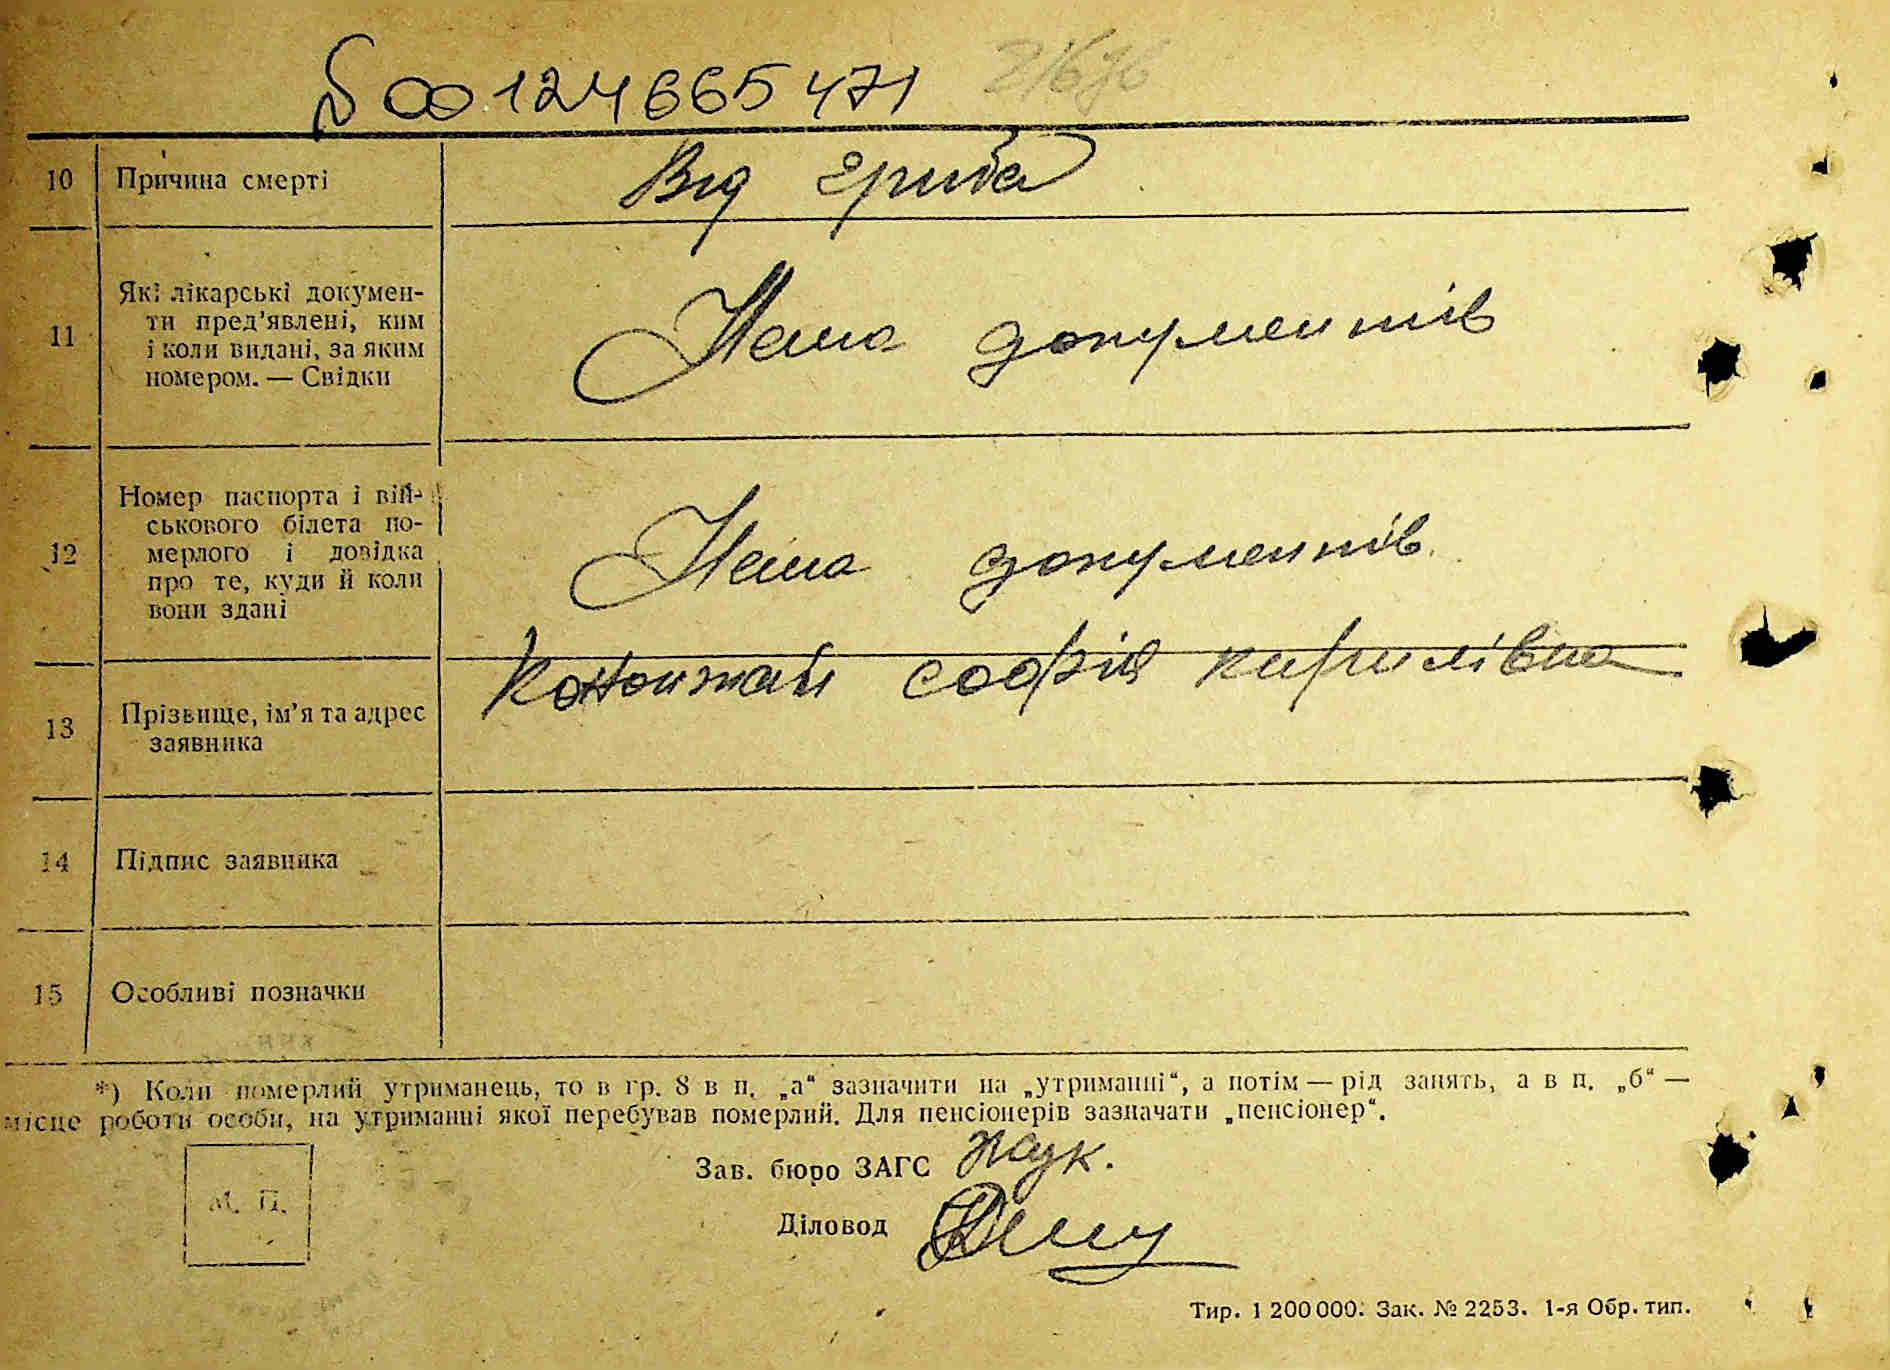 00124665471
10 Причина смерті Від гриба
11 Які лікарські докумен-
ти пред'явлені, ким
і коли видані, за яким
номером. — Свідки
Нема документів
12 Номер паспорта і вій-
ськового білета по-
мерлого і довідка
про те, куди й коли
вони здані
Нема документів
софія кирилівна
13 Прізвище, ім'я та адрес
заявника
14 Підпис заявника
15 Особливі позначки
*) Коли померлий утриманець, то в гр. 8 в п. „а“ зазначити на „утриманні“, а потім — рід занять, а в п. „б“ —
місце роботи особи, на утриманні якої перебував померлий. Для пенсіонерів зазначати „пенсіонер“.
М. П.
Зав. бюро ЗАГС
Діловод
Тир. 1 200 000. Зак. № 2253. 1-я Обр. тип.